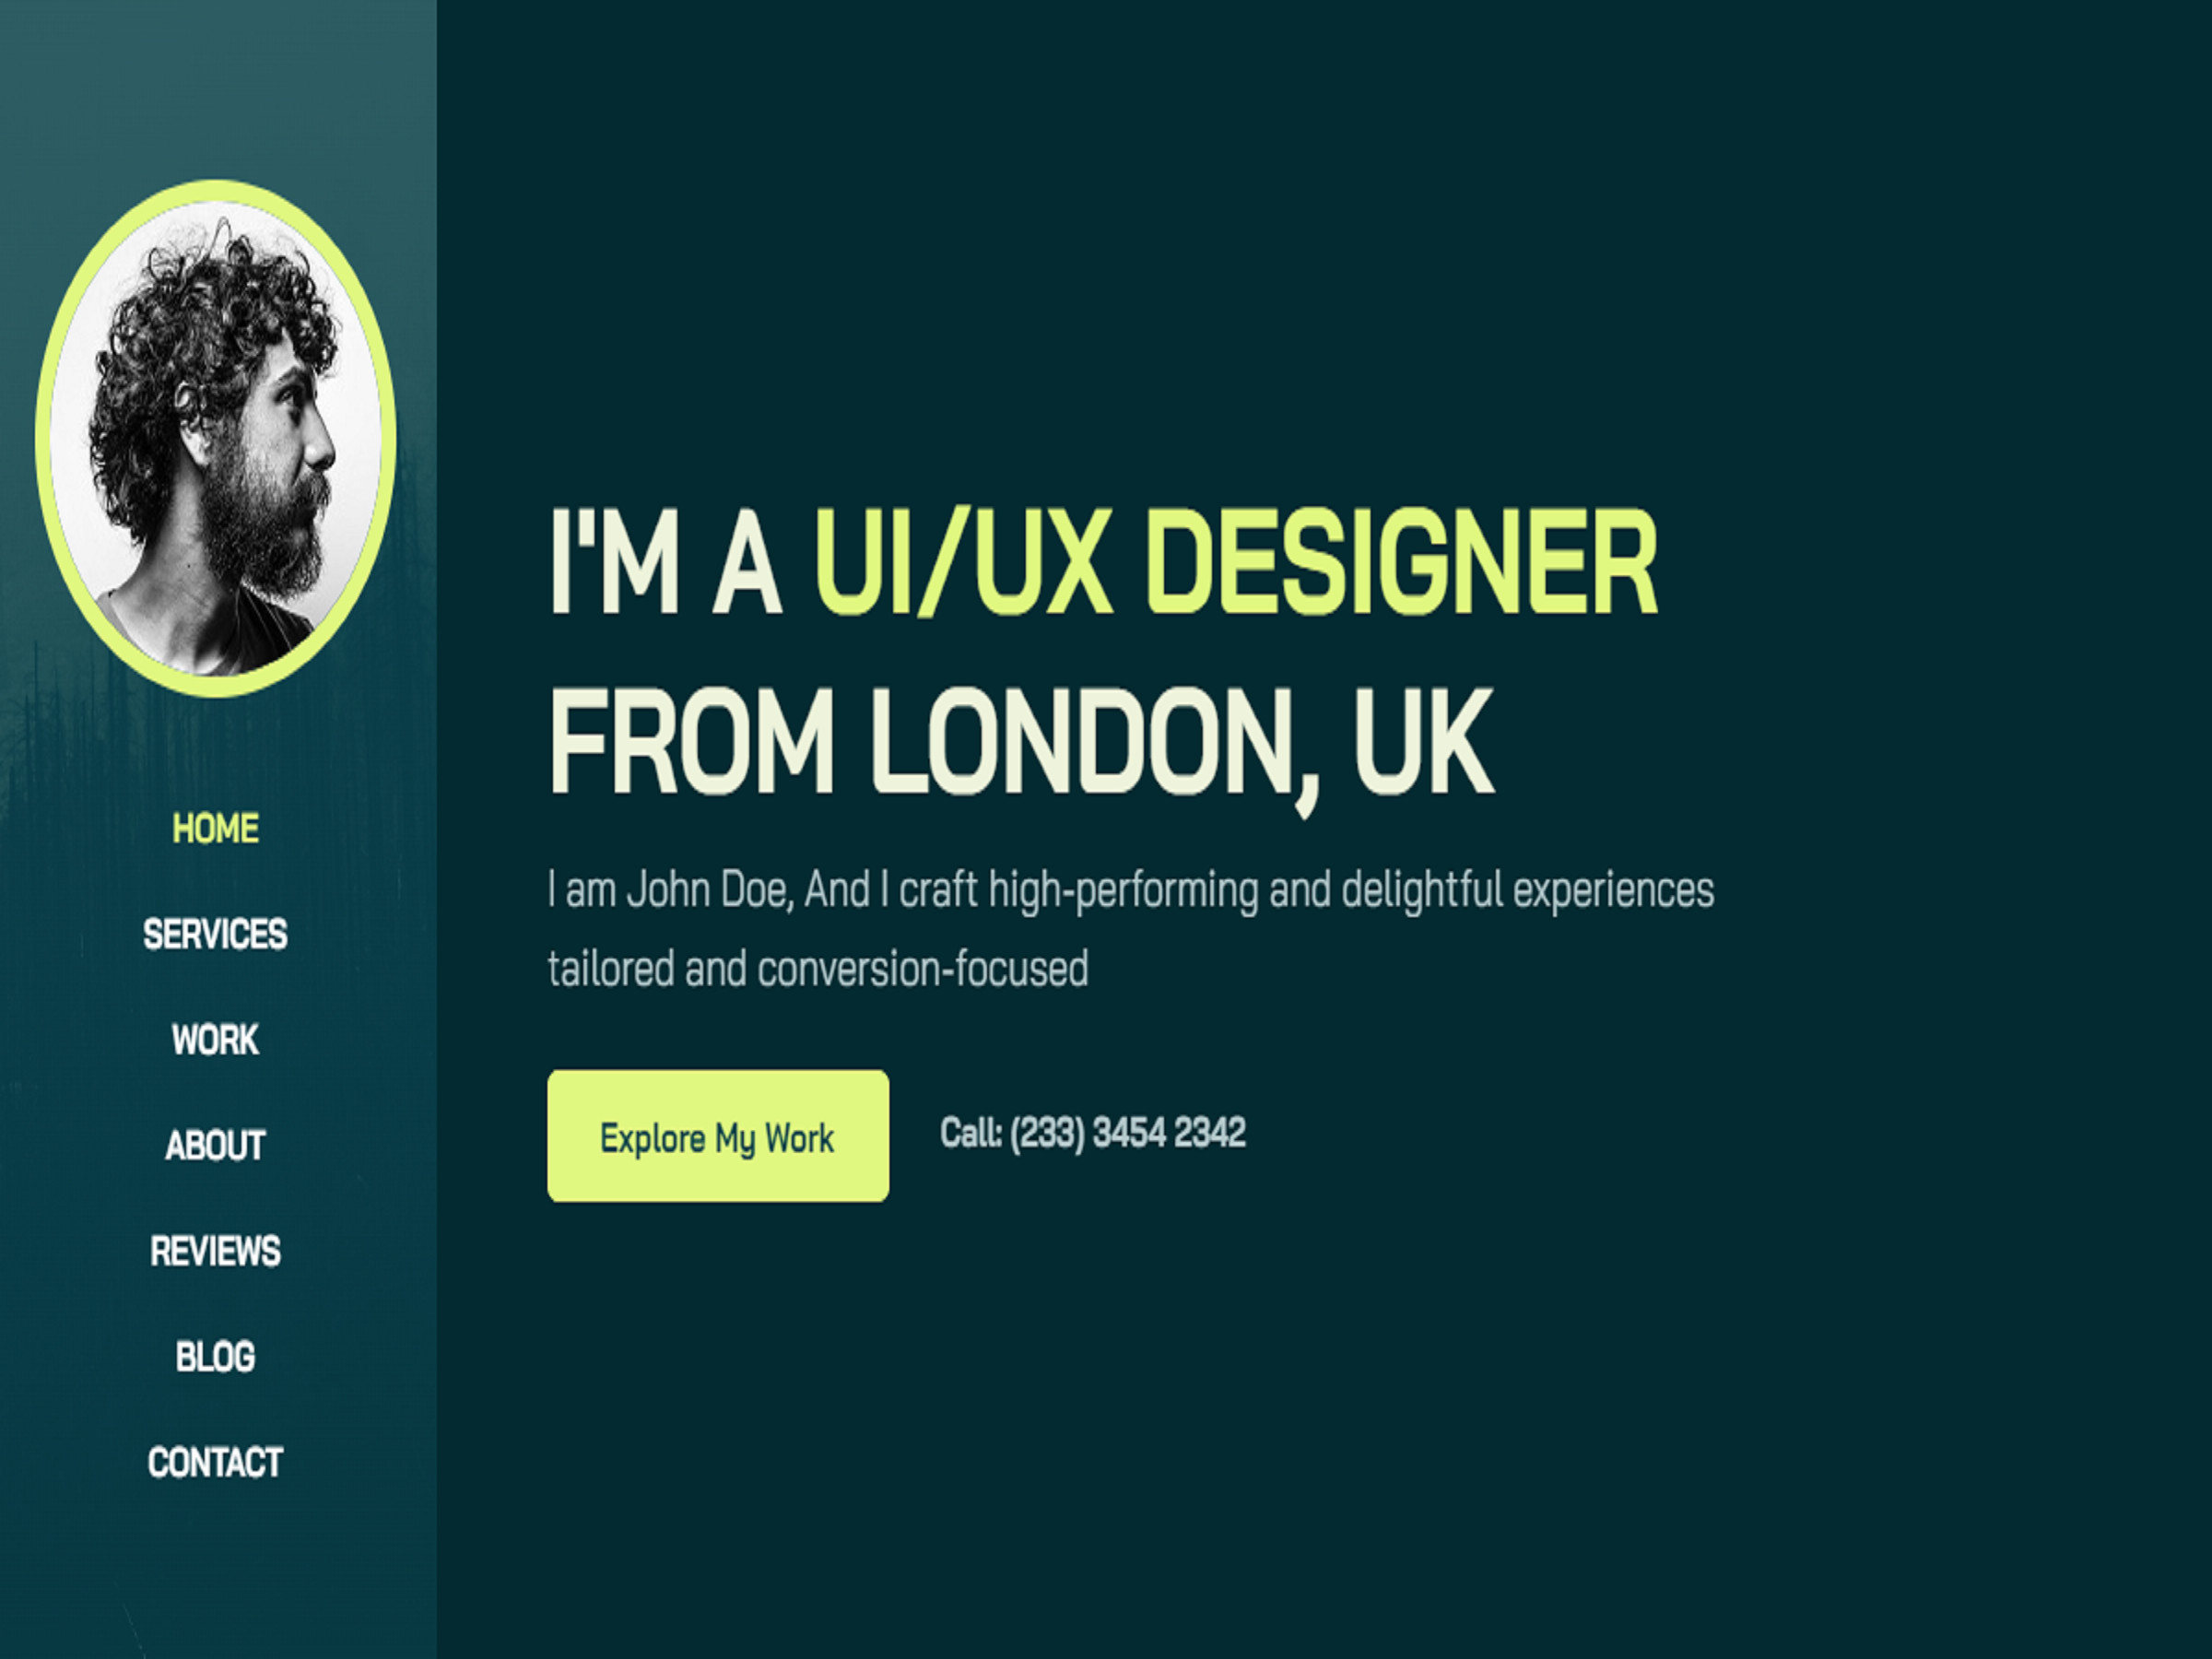 HOME
SERVICES
WORK
ABOUT
REVIEWS
BLOG
CONTACT
I'M A UI/UX DESIGNER
FROM LONDON, UK
I am John Doe, And I craft high-performing and delightful experiences
tailored and conversion-focused
Explore My Work
Call: (233) 3454 2342